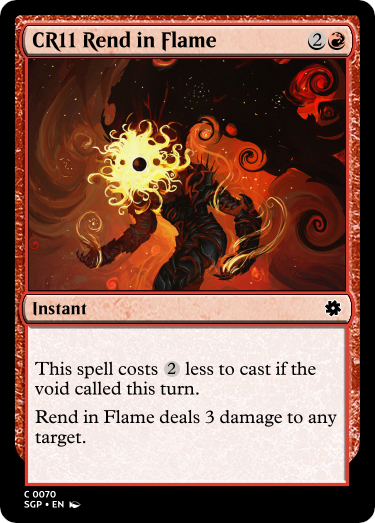 CR11 Rend in Flame 2
Instant
This spell costs 2 less to cast if the
void called this turn.
Rend in Flame deals 3 damage to any
target.
C 0070
SGP • EN